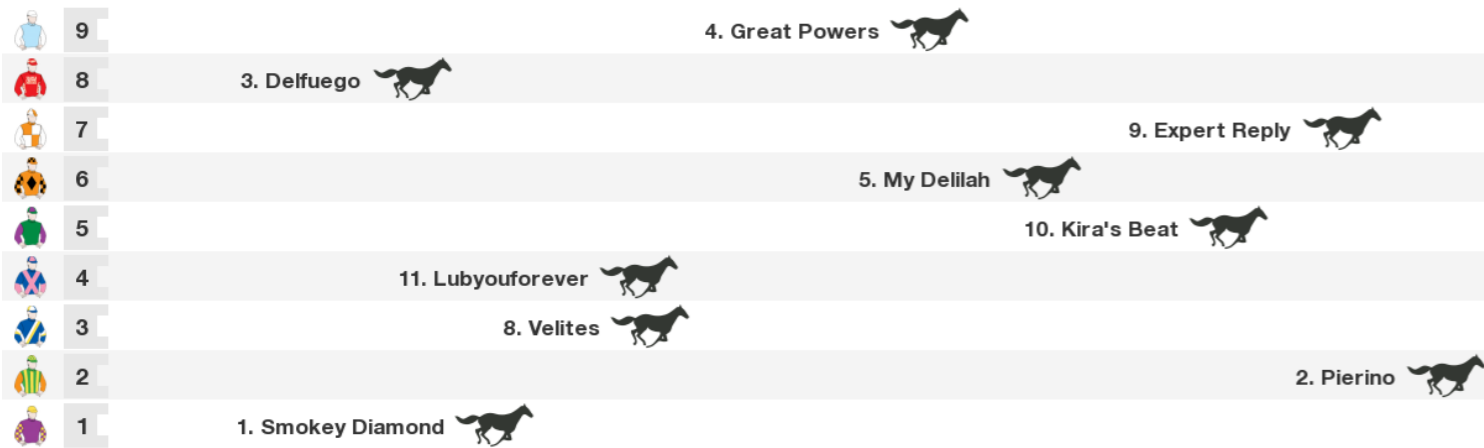 9 4. Great Powers
8 3. Delfuego
7 9. Expert Reply
6 5. My Delilah
5 10. Kira's Beat
4 11. Lubyouforever
3 8. Velites
2 2. Pierino
1 1. Smokey Diamond